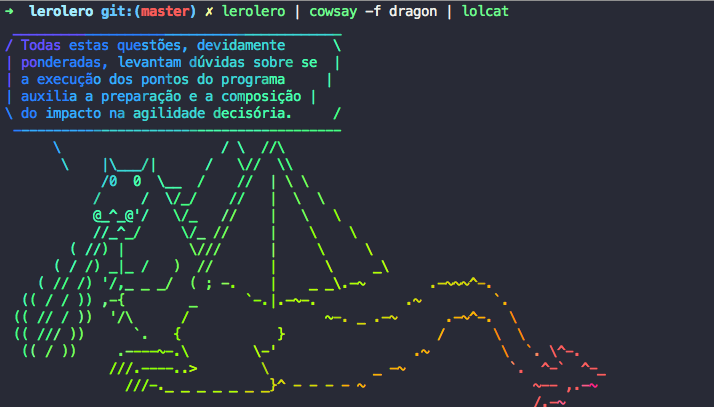 ➜ lerolero git:(master) ✗ lerolero | cowsay -f dragon | lolcat
Todas estas questões, devidamente
ponderadas, levantam dúvidas sobre se
a execução dos pontos do programa
auxilia a preparação e a composição
do impacto na agilidade decisória.